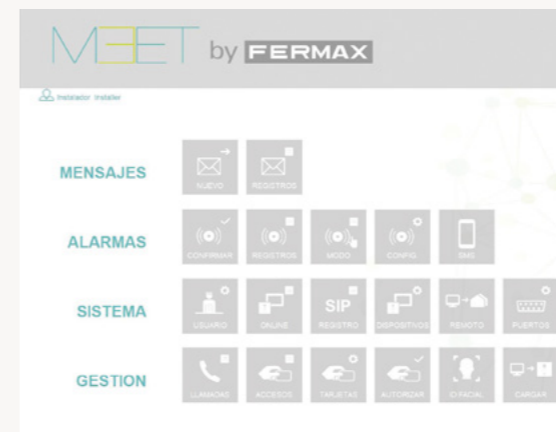 MEET by FERMAX
Instalador Installer
MENSAJES
NUEVO REGISTROS
ALARMAS
CONFIRMAR REGISTROS MODO CONFIG. SMS
SISTEMA
USUARIO ONLINE SIP REGISTRO DISPOSITIVOS REMOTO PUERTOS
GESTION
LLAMADAS ACCESOS TARJETAS AUTORIZAR ID FACIAL CARGAR